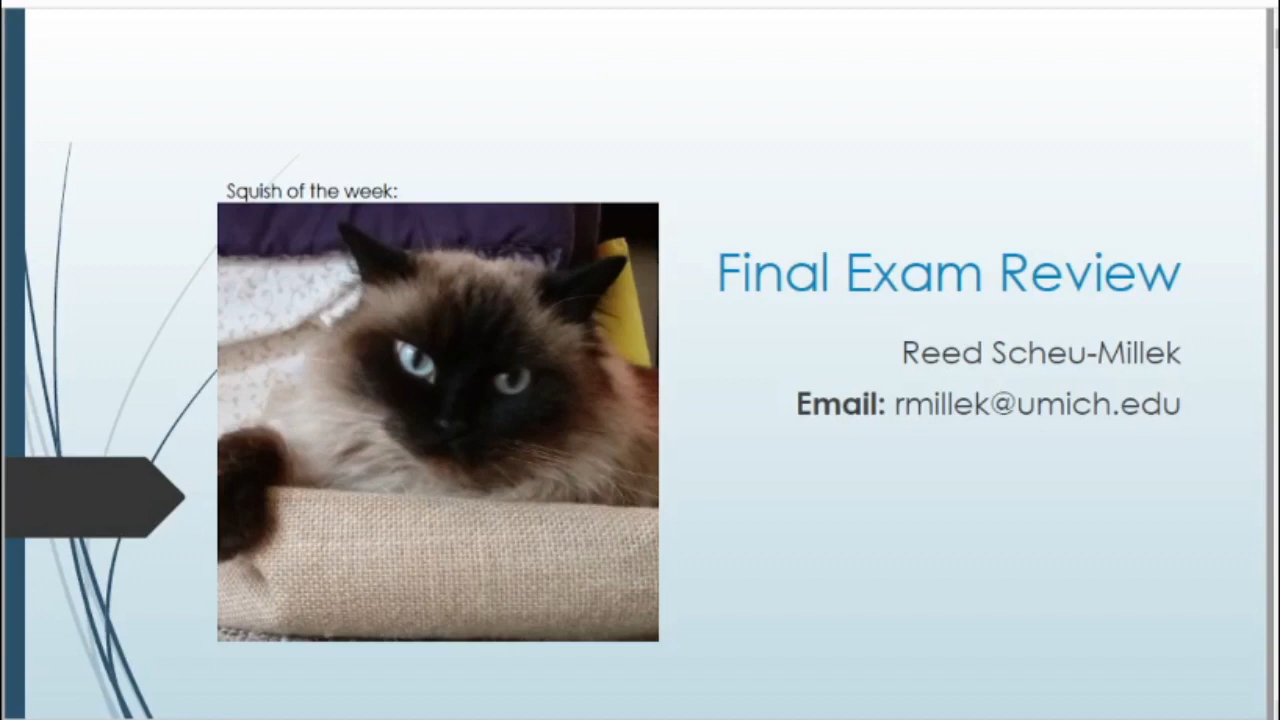 Squish of the week:
Final Exam Review
Reed Scheu-Millek
Email: rmillek@umich.edu